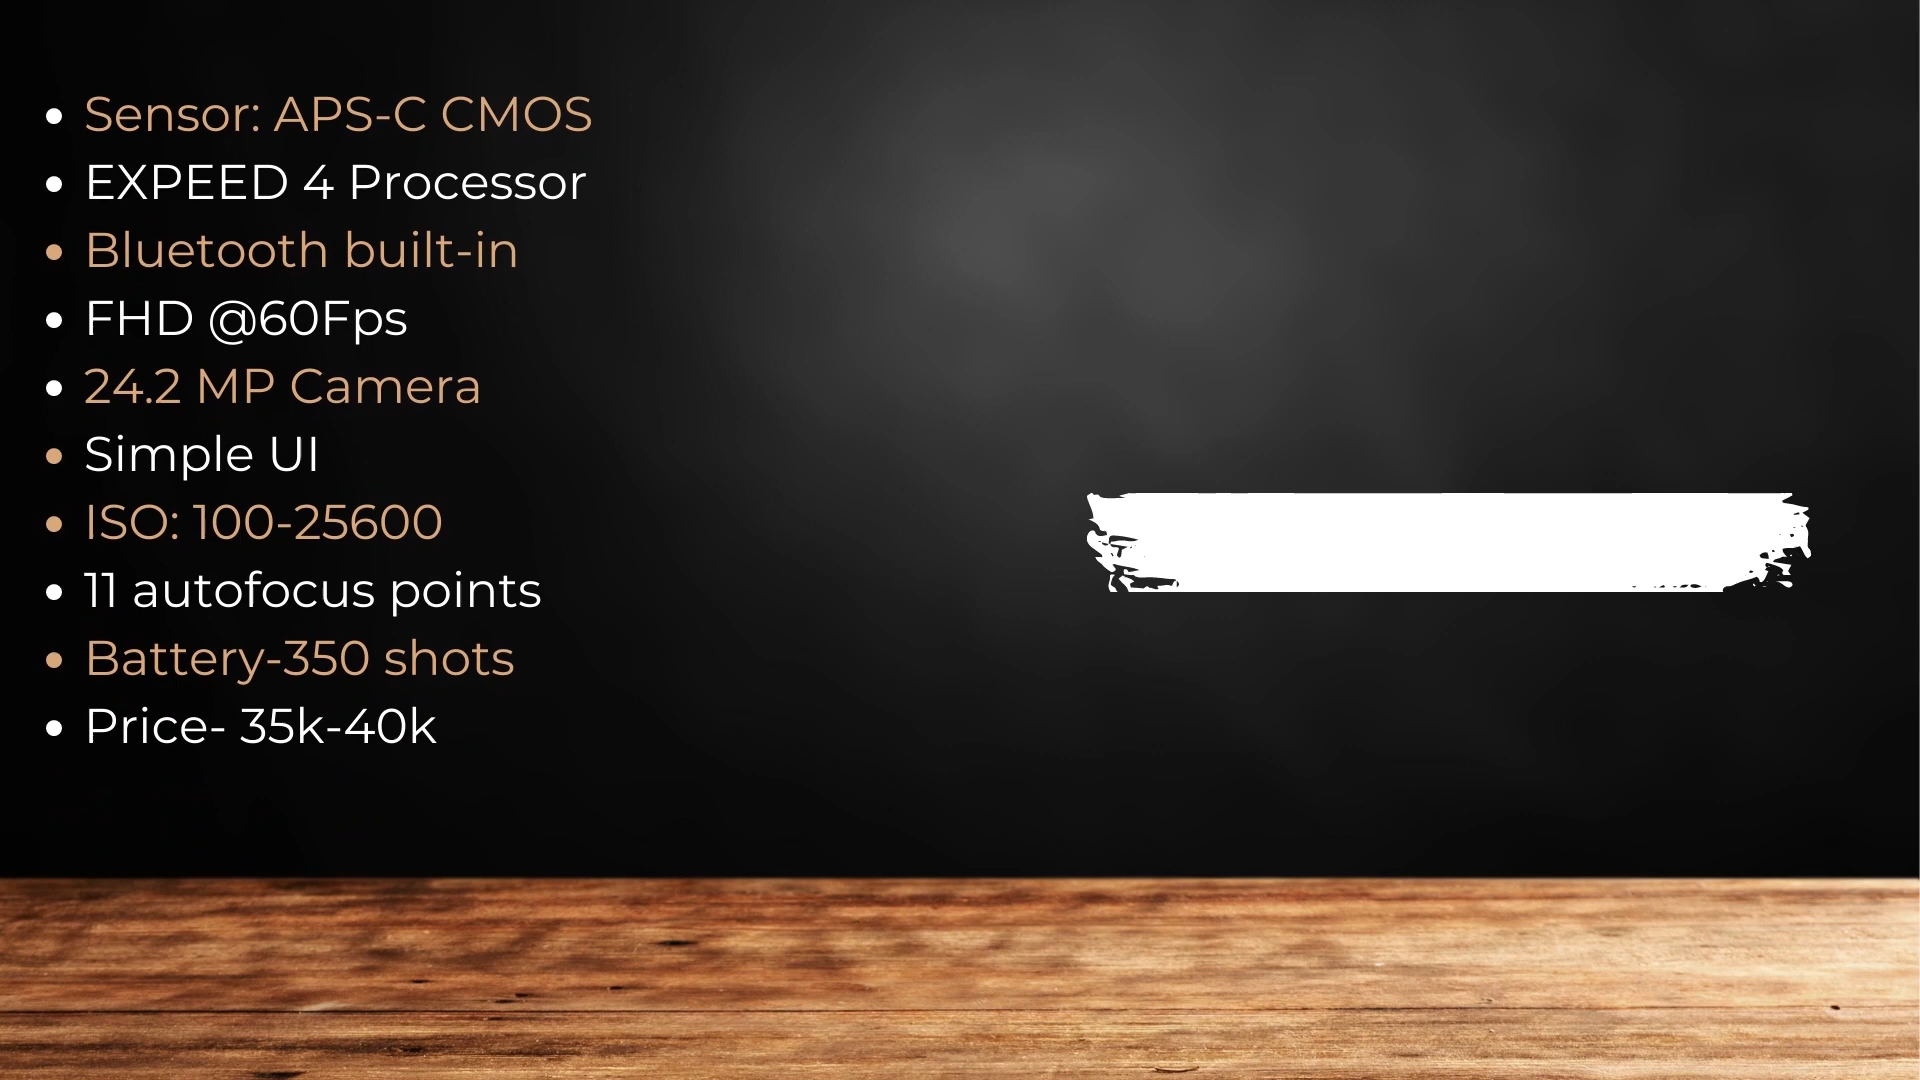 Sensor: APS-C CMOS
EXPEED 4 Processor
Bluetooth built-in
FHD @60Fps
24.2 MP Camera
Simple UI
ISO: 100-25600
11 autofocus points
Battery-350 shots
Price- 35k-40k